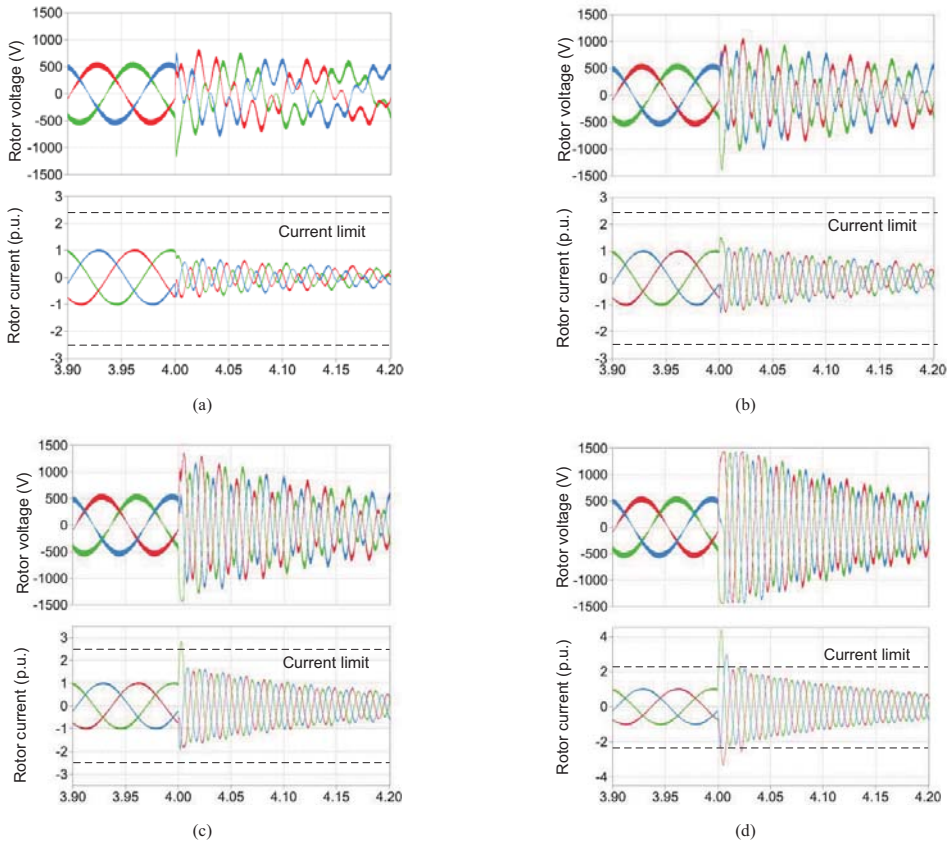 1500
1000
500
0
-500
-1000
-1500
Rotor voltage (V)
3
2
1
0
-1
-2
-3
Rotor current (p.u.)
Current limit
3.90 3.95 4.00 4.05 4.10 4.15 4.20
(a)
1500
1000
500
0
-500
-1000
-1500
Rotor voltage (V)
3
2
1
0
-1
-2
-3
Rotor current (p.u.)
Current limit
3.90 3.95 4.00 4.05 4.10 4.15 4.20
(b)
1500
1000
500
0
-500
-1000
-1500
Rotor voltage (V)
3
2
1
0
-1
-2
-3
Rotor current (p.u.)
Current limit
3.90 3.95 4.00 4.05 4.10 4.15 4.20
(c)
1500
1000
500
0
-500
-1000
-1500
Rotor voltage (V)
4
2
0
-2
-4
Rotor current (p.u.)
Current limit
3.90 3.95 4.00 4.05 4.10 4.15 4.20
(d)